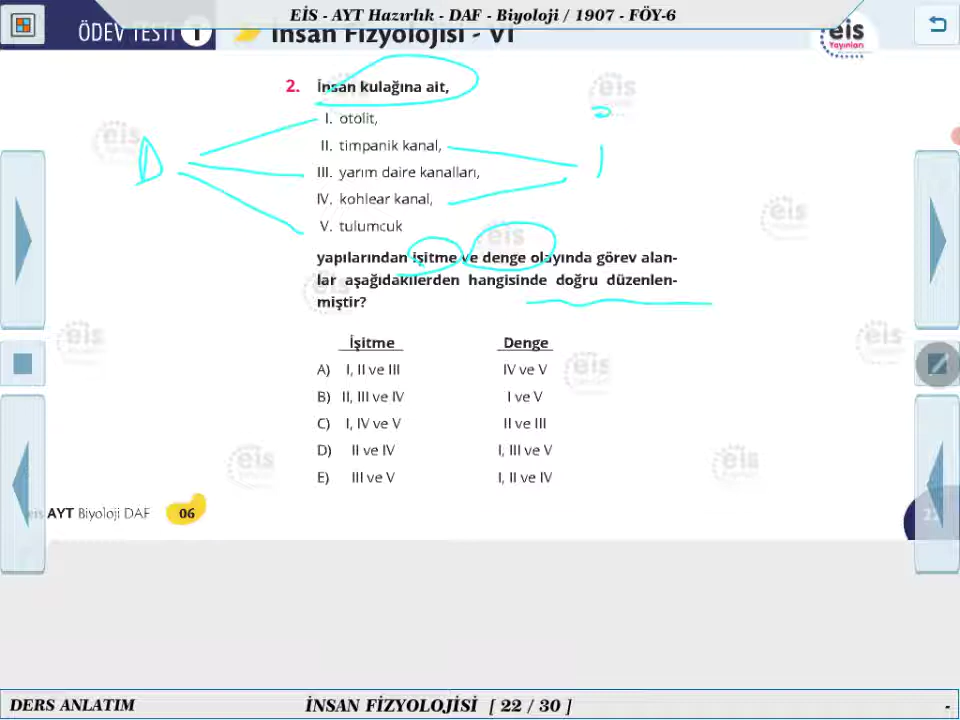 EİS - AYT Hazırlık - DAF - Biyoloji / 1907 - FÖY-6
ÖDEV TESTİ 1 İnsan Fizyolojisi - VI
eis
Yayınları
2. İnsan kulağına ait,
I. otolit,
II. timpanik kanal,
III. yarım daire kanalları,
IV. kohlear kanal,
V. tulumcuk
yapılarından işitme ve denge olayında görev alan-
lar aşağıdakilerden hangisinde doğru düzenlen-
miştir?
İşitme Denge
A) I, II ve III IV ve V
B) II, III ve IV I ve V
C) I, IV ve V II ve III
D) II ve IV I, III ve V
E) III ve V I, II ve IV
eis AYT Biyoloji DAF 06
DERS ANLATIM İNSAN FİZYOLOJİSİ [ 22 / 30 ] -